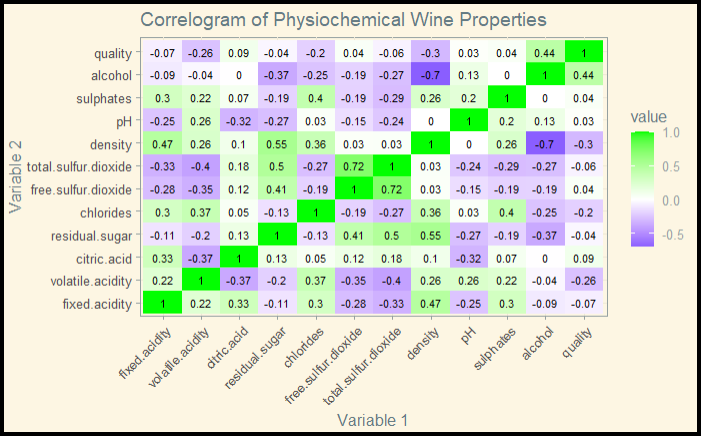 Correlogram of Physiochemical Wine Properties
quality -0.07 -0.26 0.09 -0.04 -0.2 0.04 -0.06 -0.3 0.03 0.04 0.44 1
alcohol -0.09 -0.04 0 -0.37 -0.25 -0.19 -0.27 -0.7 0.13 0 1 0.44
sulphates 0.3 0.22 0.07 -0.19 0.4 -0.19 -0.29 0.26 0.2 1 0 0.04
pH -0.25 0.26 -0.32 -0.27 0.03 -0.15 -0.24 0 1 0.2 0.13 0.03
density 0.47 0.26 0.1 0.55 0.36 0.03 0.03 1 0 0.26 -0.7 -0.3
total.sulfur.dioxide -0.33 -0.4 0.18 0.5 -0.27 0.72 1 0.03 -0.24 -0.29 -0.27 -0.06
free.sulfur.dioxide -0.28 -0.35 0.12 0.41 -0.19 1 0.72 0.03 -0.15 -0.19 -0.19 0.04
chlorides 0.3 0.37 0.05 -0.13 1 -0.19 -0.27 0.36 0.03 0.4 -0.25 -0.2
residual.sugar -0.11 -0.2 0.13 1 -0.13 0.41 0.5 0.55 -0.27 -0.19 -0.37 -0.04
citric.acid 0.33 -0.37 1 0.13 0.05 0.12 0.18 0.1 -0.32 0.07 0 0.09
volatile.acidity 0.22 1 -0.37 -0.2 0.37 -0.35 -0.4 0.26 0.26 0.22 -0.04 -0.26
fixed.acidity 1 0.22 0.33 -0.11 0.3 -0.28 -0.33 0.47 -0.25 0.3 -0.09 -0.07
fixed.acidity volatile.acidity citric.acid residual.sugar chlorides free.sulfur.dioxide total.sulfur.dioxide density pH sulphates alcohol quality
Variable 1
Variable 2
value
1.0
0.5
0.0
-0.5